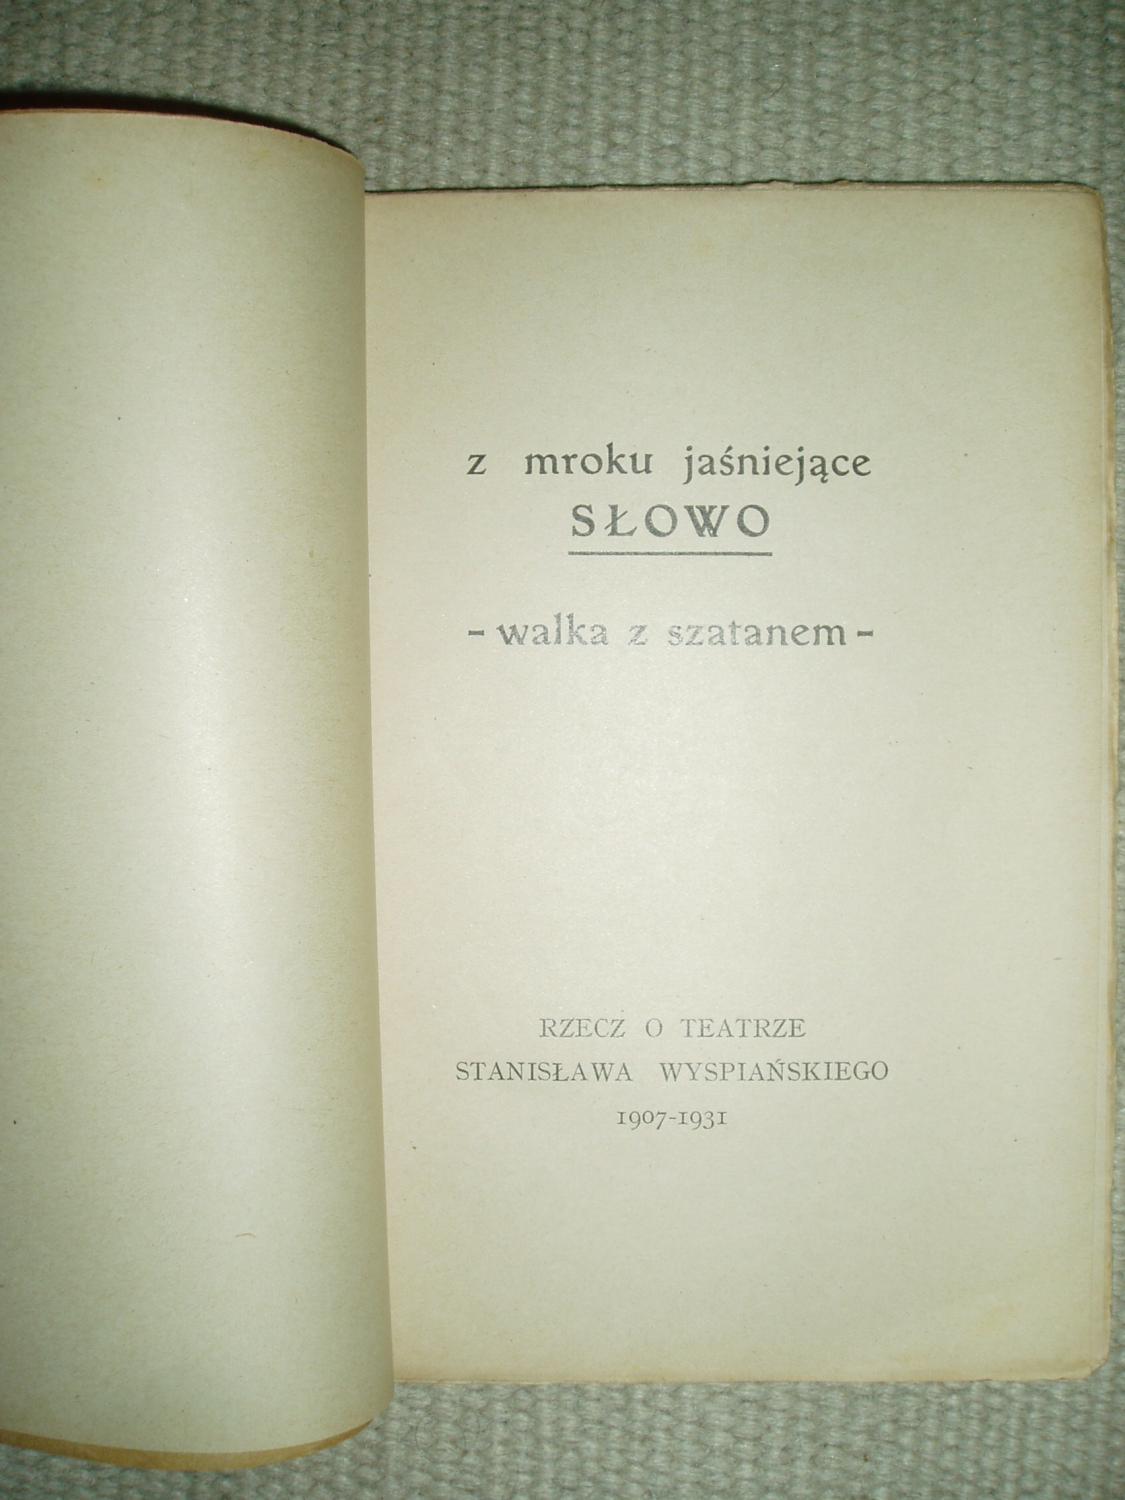 z mroku jaśniejące
SŁOWO
- walka z szatanem -
RZECZ O TEATRZE
STANISŁAWA WYSPIAŃSKIEGO
1907-1931